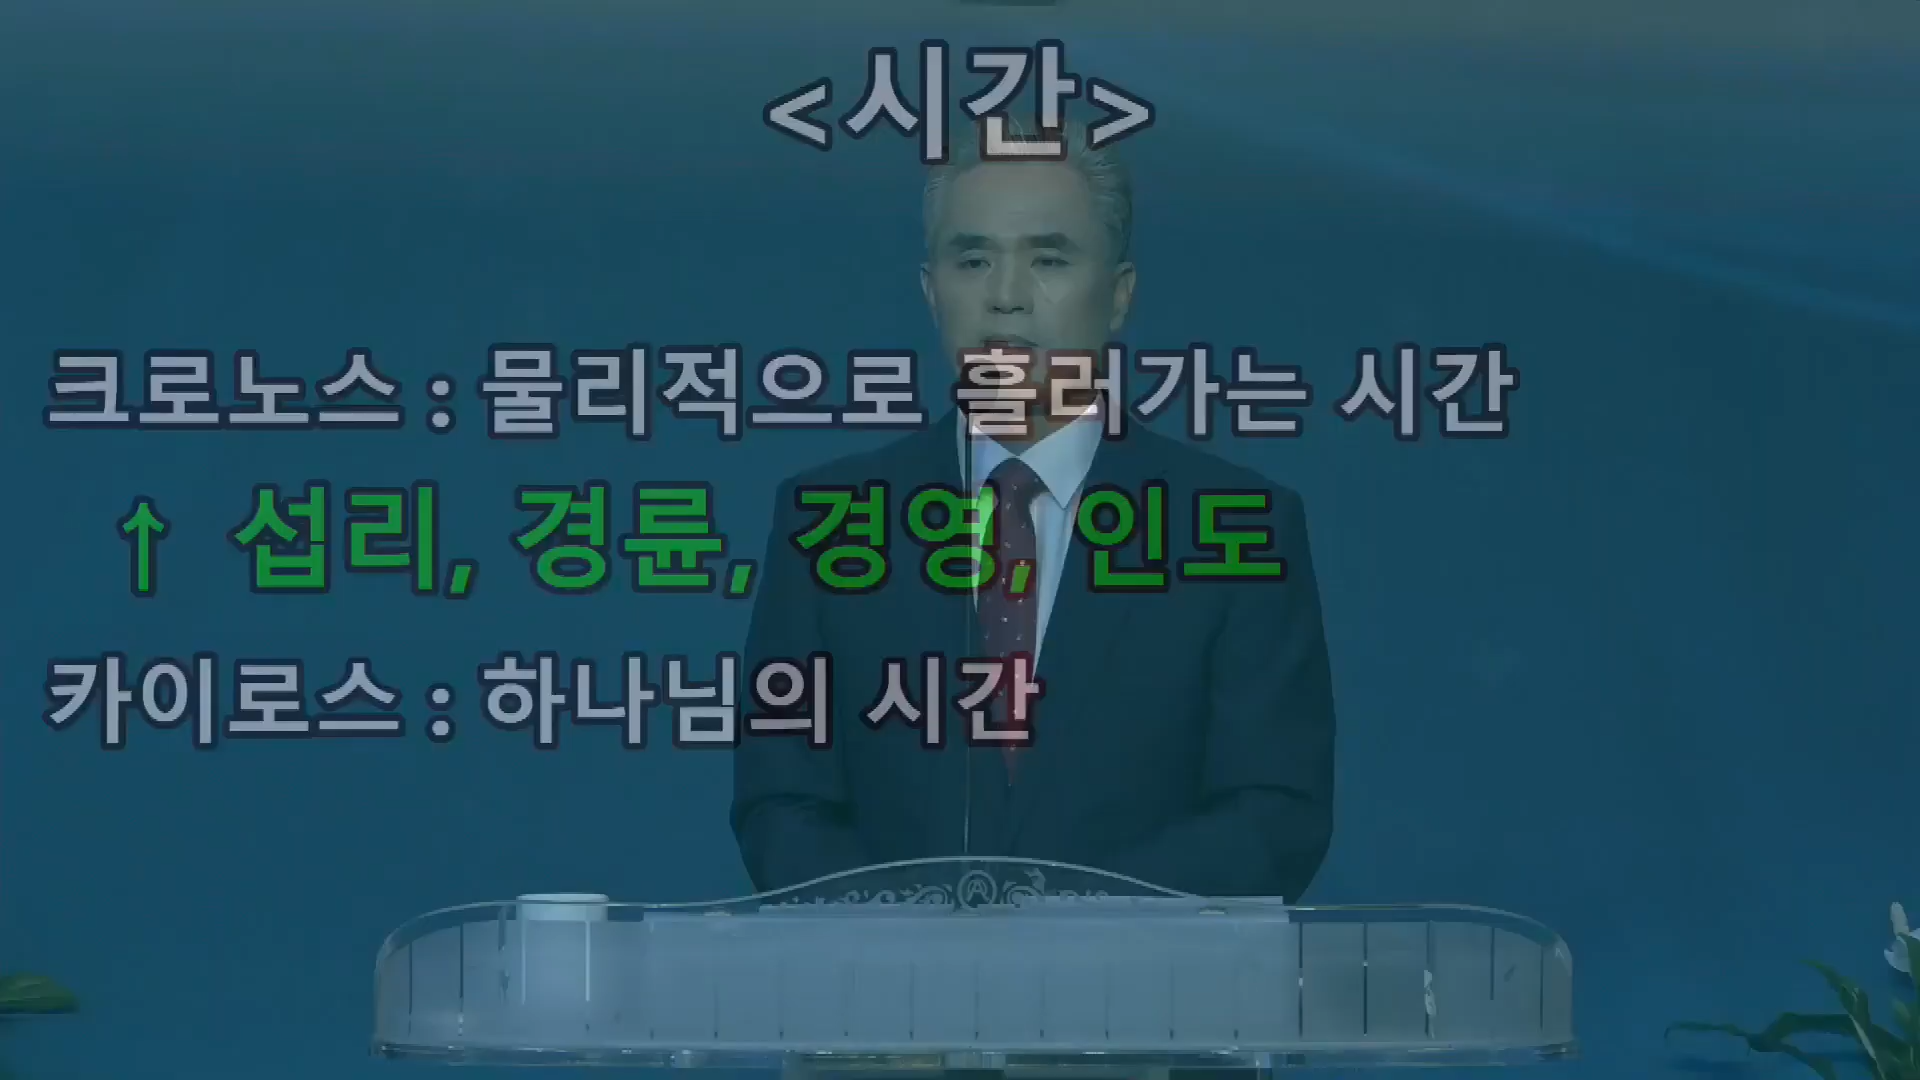 <시간>
크로노스 : 물리적으로 흘러가는 시간
↑ 섭리, 경륜, 경영, 인도
카이로스 : 하나님의 시간